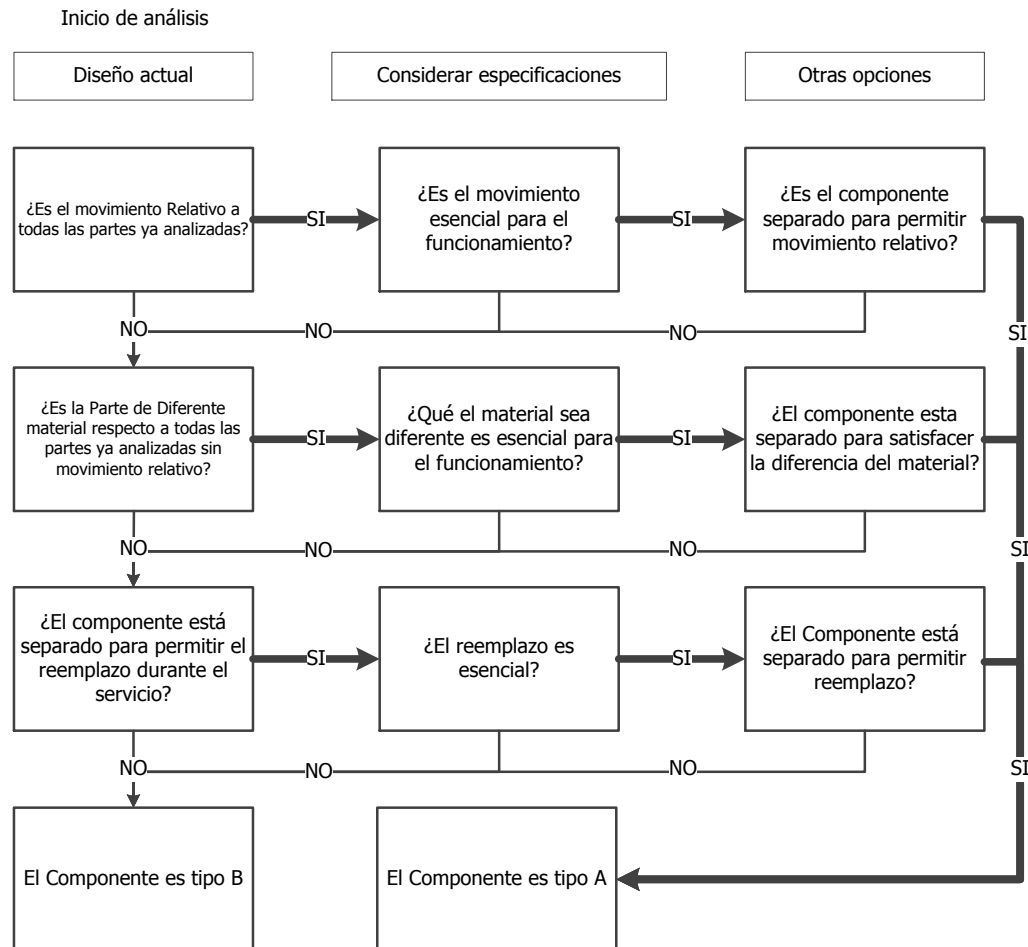 Inicio de análisis
Diseño actual
Considerar especificaciones
Otras opciones
¿Es el movimiento Relativo a
todas las partes ya analizadas?
SI
¿Es el movimiento
esencial para el
funcionamiento?
SI
¿Es el componente
separado para permitir
movimiento relativo?
NO
NO
NO
SI
¿Es la Parte de Diferente
material respecto a todas las
partes ya analizadas sin
movimiento relativo?
SI
¿Qué el material sea
diferente es esencial para
el funcionamiento?
SI
¿El componente esta
separado para satisfacer
la diferencia del material?
NO
NO
NO
SI
¿El componente está
separado para permitir el
reemplazo durante el
servicio?
SI
¿El reemplazo es
esencial?
SI
¿El Componente está
separado para permitir
reemplazo?
NO
NO
NO
SI
El Componente es tipo B
El Componente es tipo A